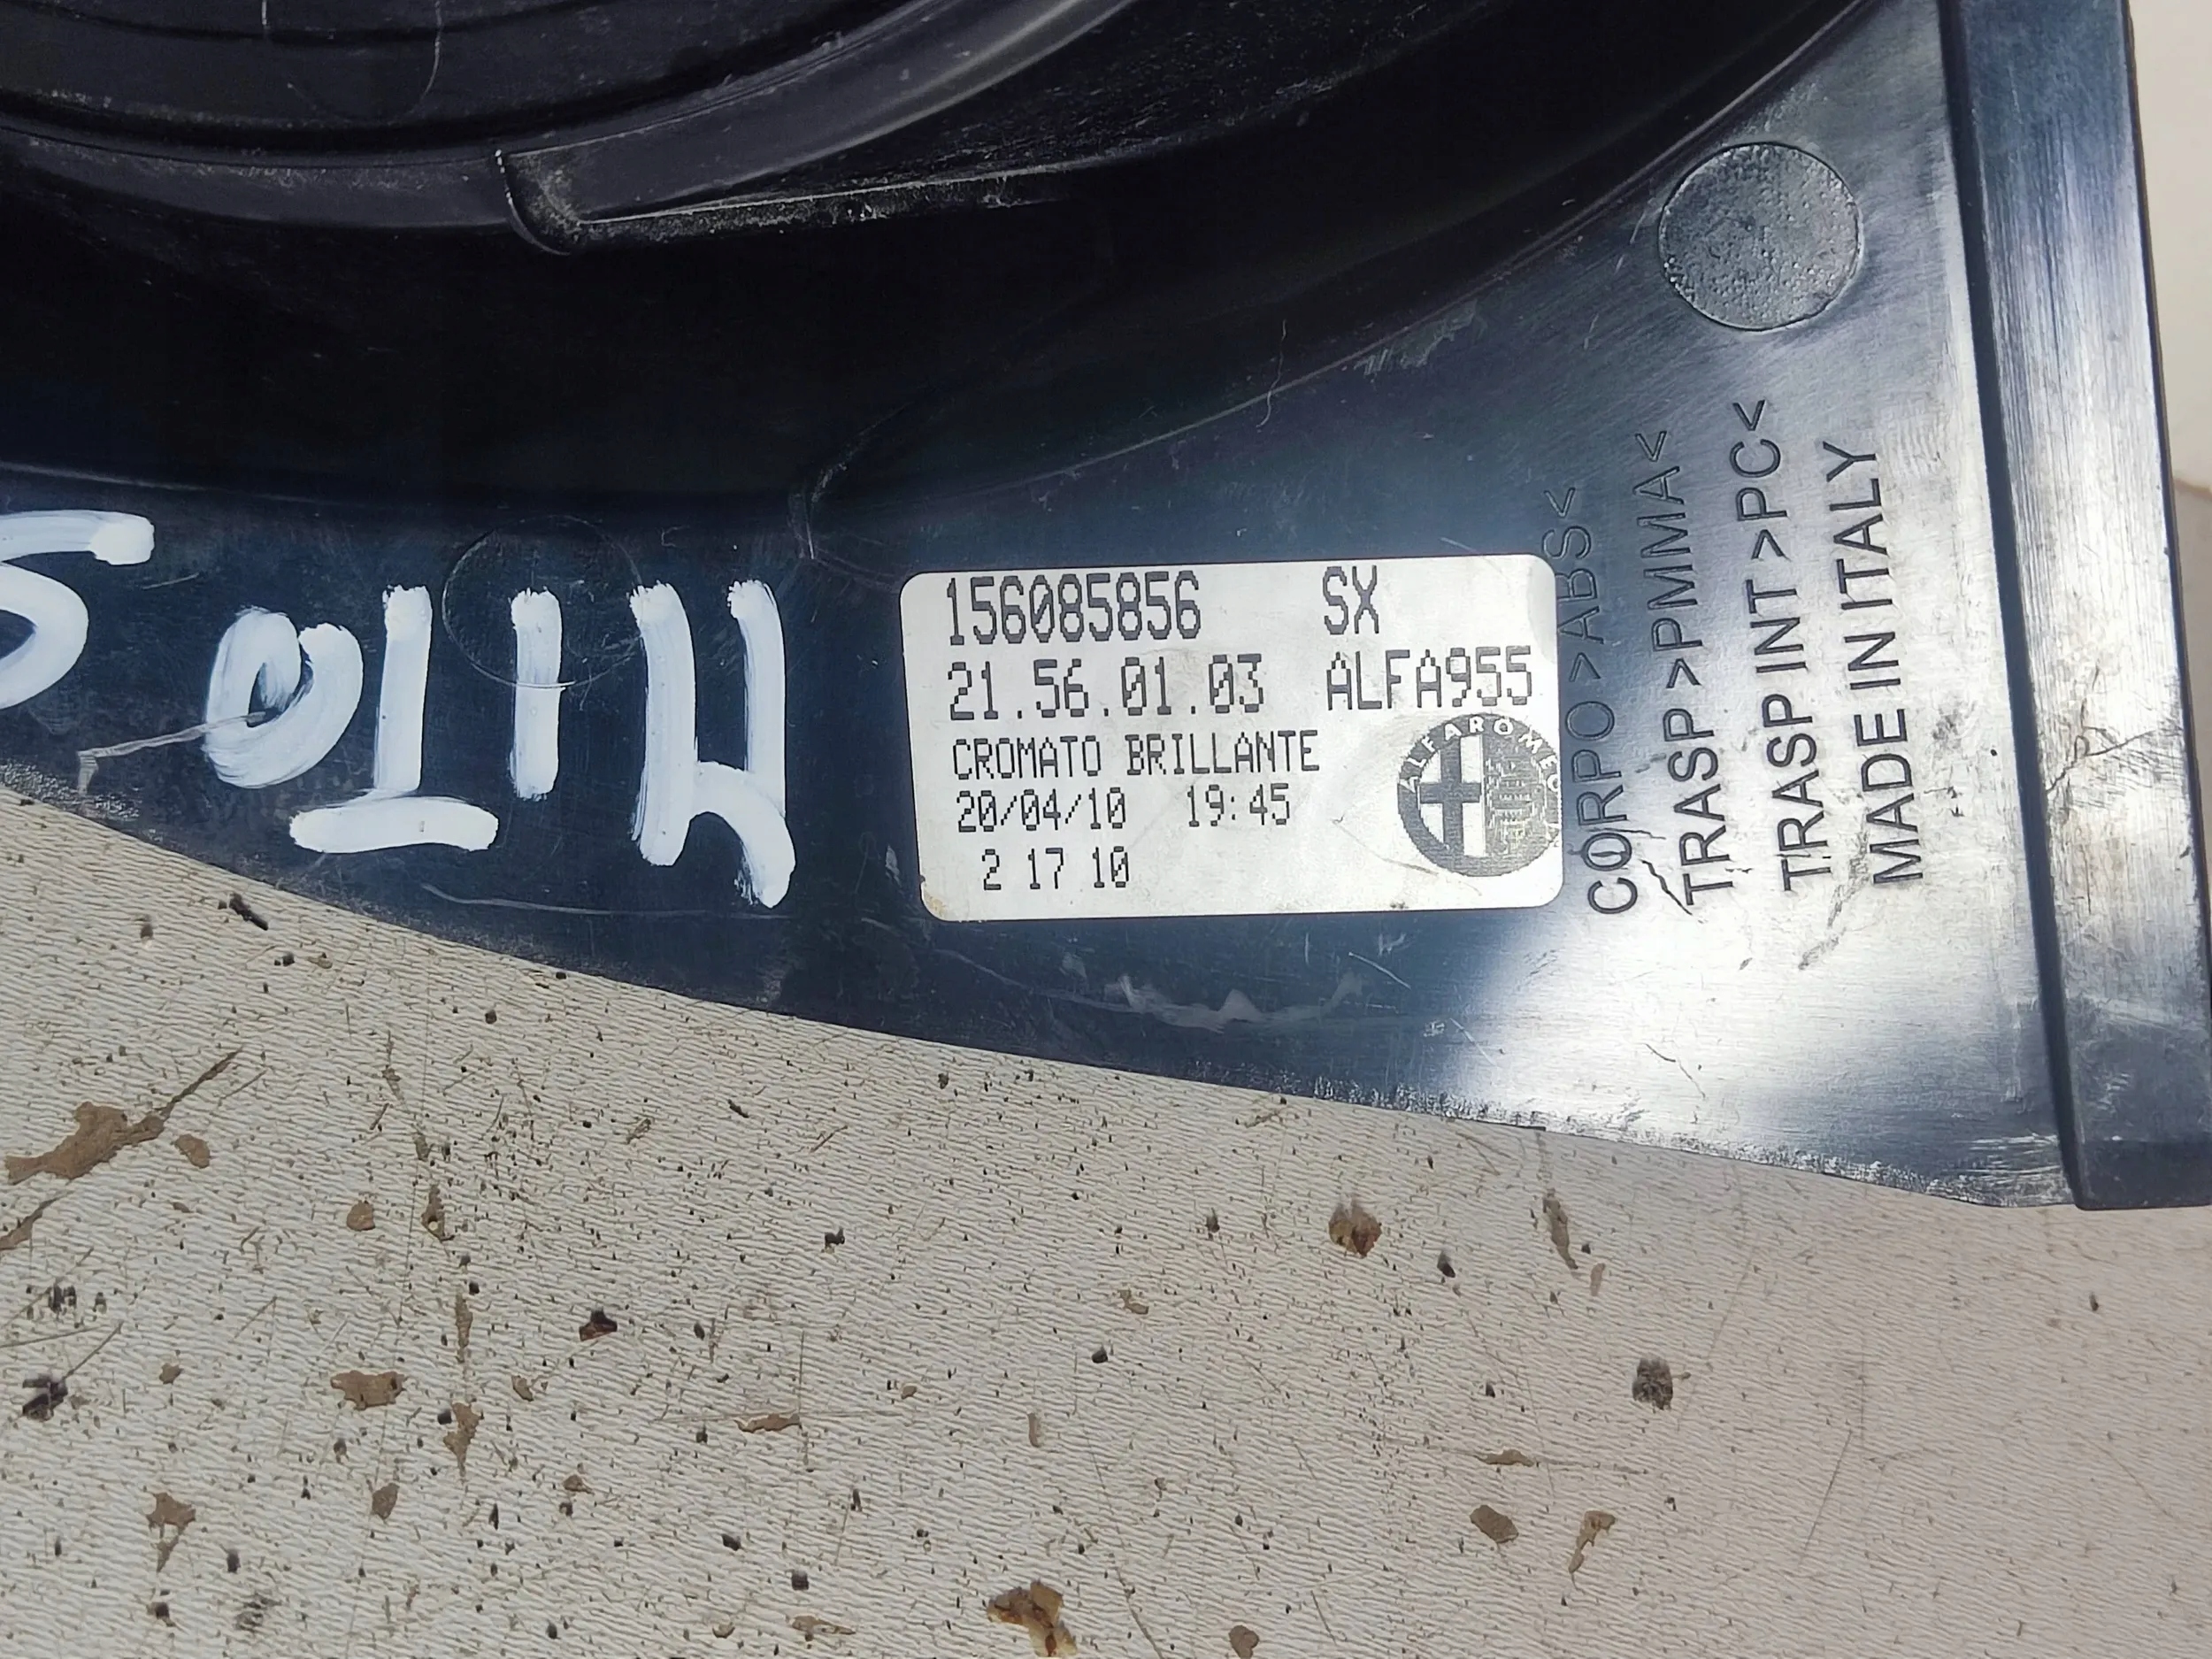 156085856 SX
21.56.01.03 ALFA955
CROMATO BRILLANTE
20/04/10 19:45
2 17 10
ALFA ROMEO
CORPO >ABS<
TRASP >PMMA<
TRASP INT >PC<
MADE IN ITALY
MITO